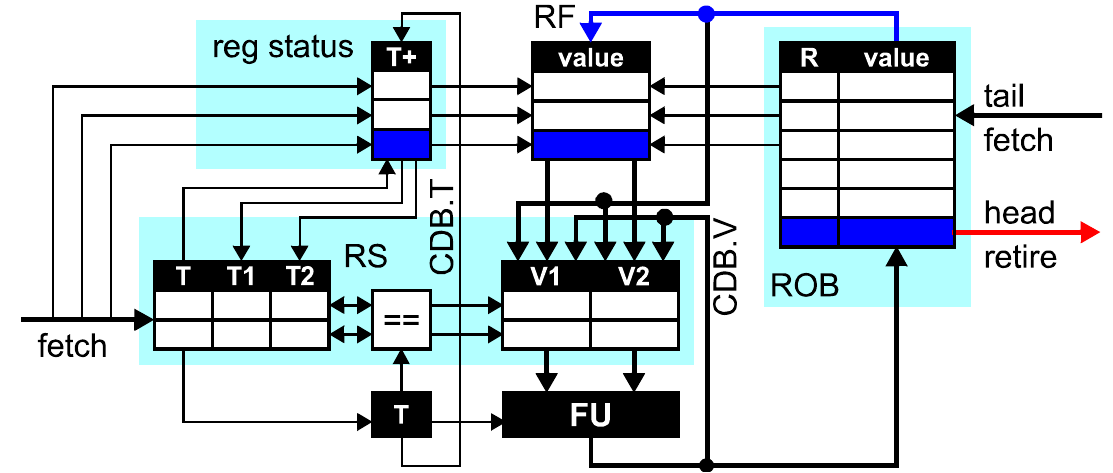 reg status
T+
RF
value
R value
tail
fetch
CDB.T
head
retire
RS
CDB.V
ROB
T T1 T2
V1 V2
==
fetch
T
FU